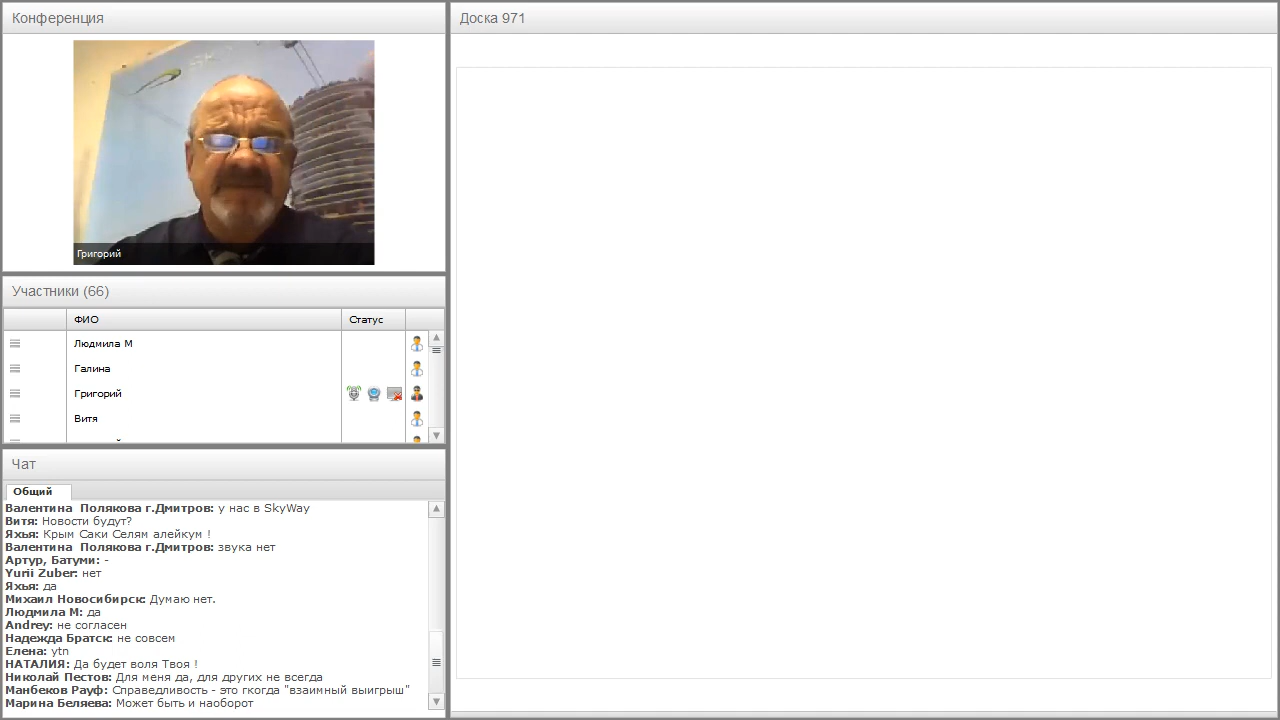 Конференция
Григорий
Участники (66)
ФИО Статус
Людмила М
Галина
Григорий
Витя
Чат
Общий
Валентина Полякова г.Дмитров: у нас в SkyWay
Витя: Новости будут?
Яхья: Крым Саки Селям алейкум !
Валентина Полякова г.Дмитров: звука нет
Артур, Батуми: -
Yurii Zuber: нет
Яхья: да
Михаил Новосибирск: Думаю нет.
Людмила М: да
Andrey: не согласен
Надежда Братск: не совсем
Елена: ytn
НАТАЛИЯ: Да будет воля Твоя !
Николай Пестов: Для меня да, для других не всегда
Манбеков Рауф: Справедливость - это гкогда "взаимный выигрыш"
Марина Беляева: Может быть и наоборот
Доска 971